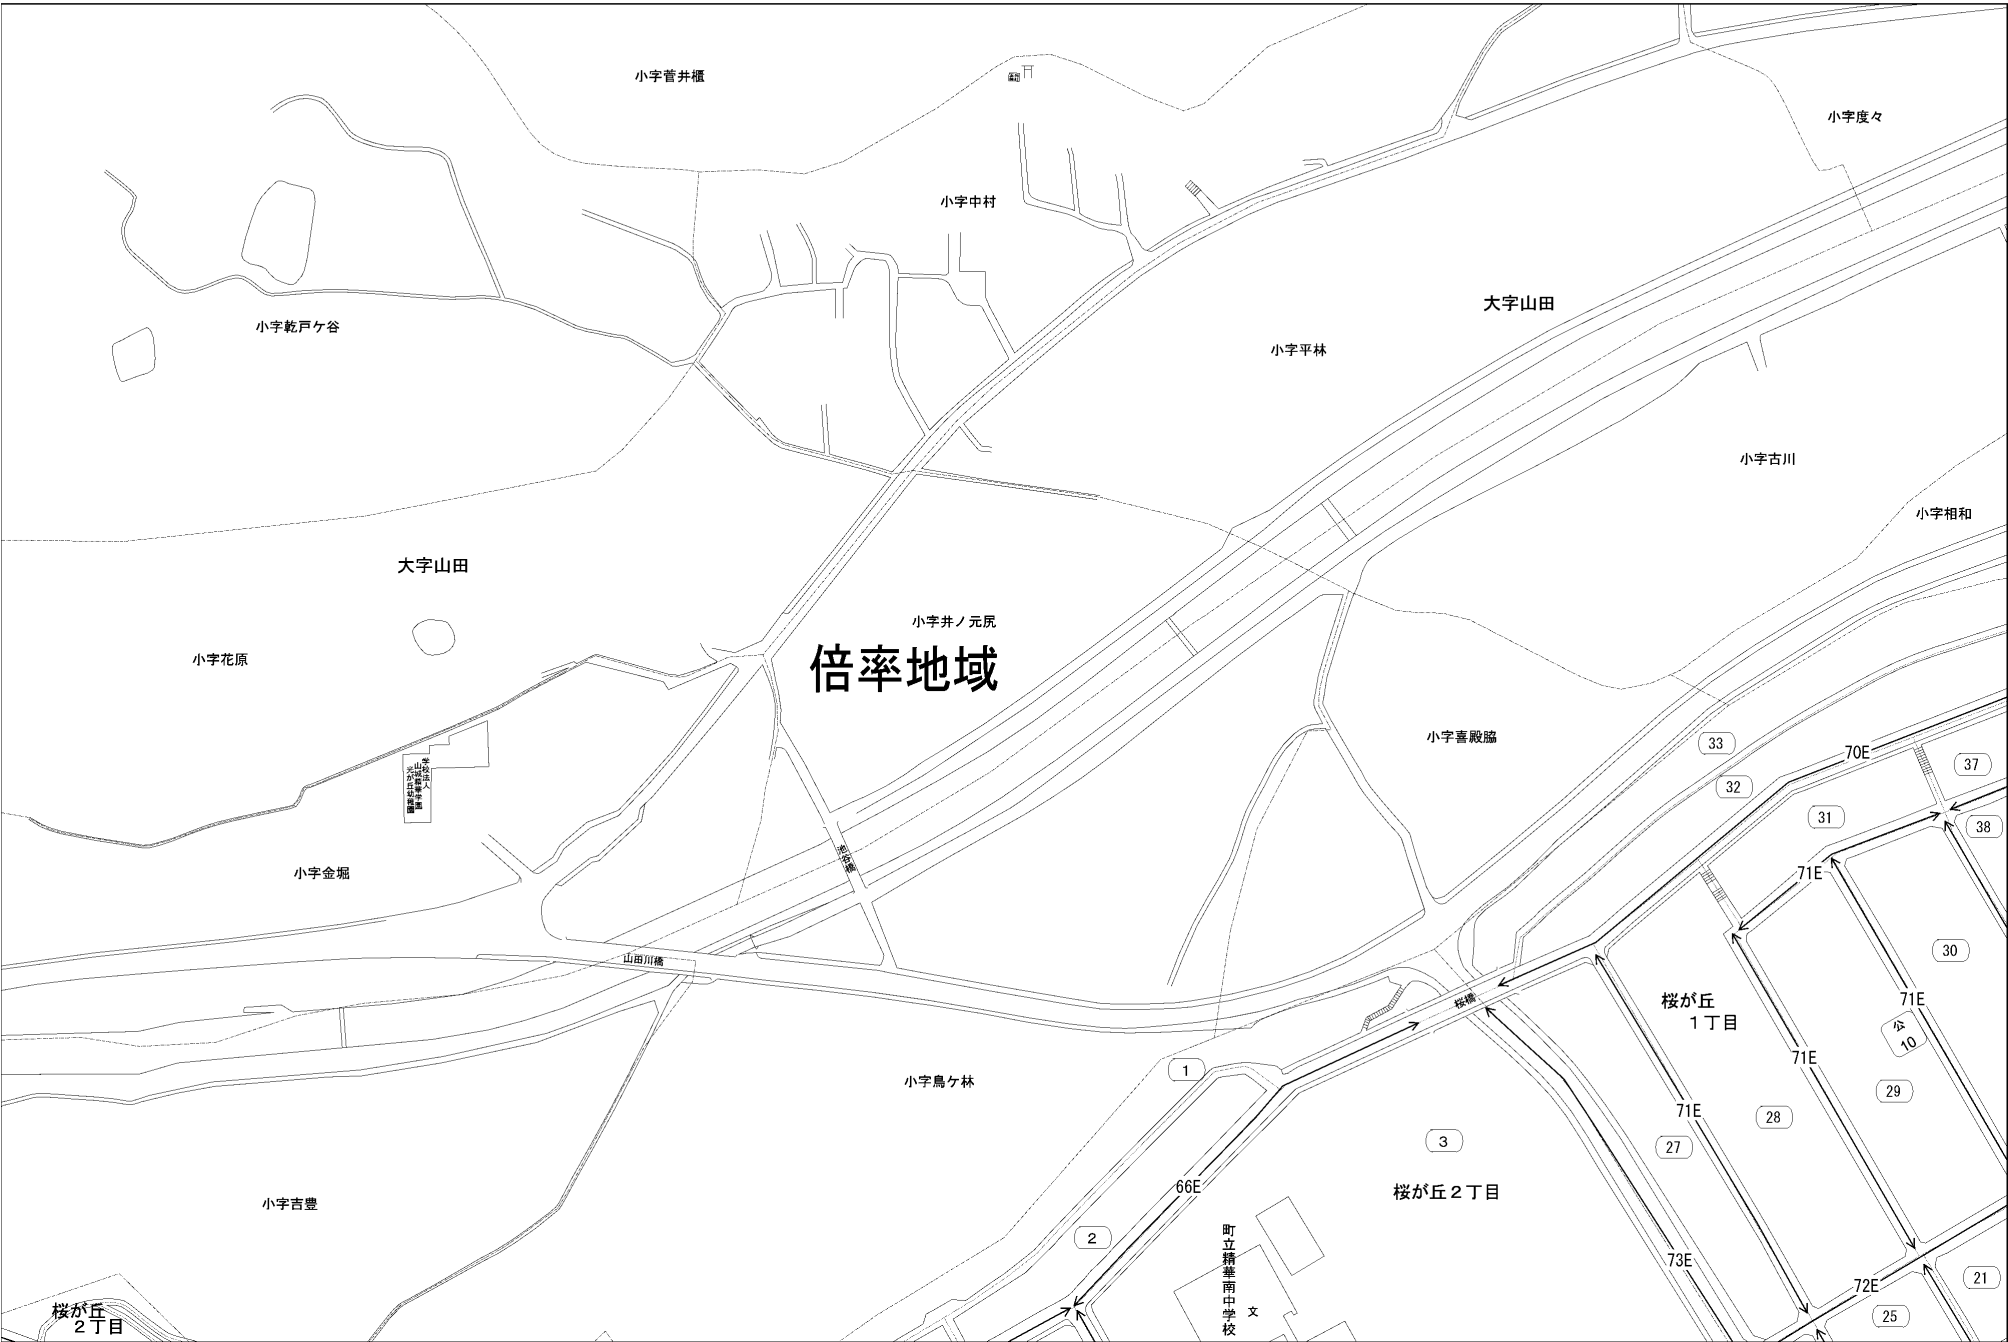 小字菅井櫃
小字度々
小字中村
大字山田
小字乾戸ケ谷
小字平林
小字古川
小字相和
大字山田
小字井ノ元尻
倍率地域
小字花原
小字喜殿脇
33
70E
37
32
学校法人
山城精華学園
光が丘幼稚園
31
38
池谷橋
小字金堀
71E
30
山田川橋
桜橋
桜が丘
1丁目
71E
公
10
71E
1
小字鳥ケ林
29
71E
28
3
27
66E
桜が丘2丁目
小字吉豊
2
町立精華南中学校
文
73E
72E
21
25
桜が丘
2丁目